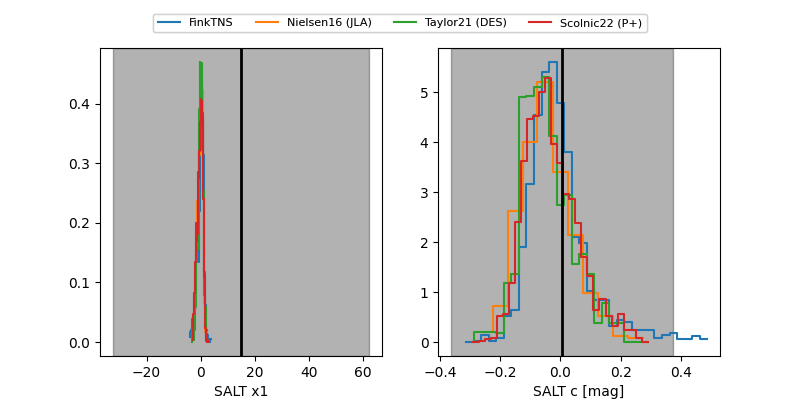 FinkTNS Nielsen16 (JLA) Taylor21 (DES) Scolnic22 (P+)
0.4
0.3
0.2
0.1
0.0
−20 0 20 40 60
SALT x1
5
4
3
2
1
0
−0.4 −0.2 0.0 0.2 0.4
SALT c [mag]